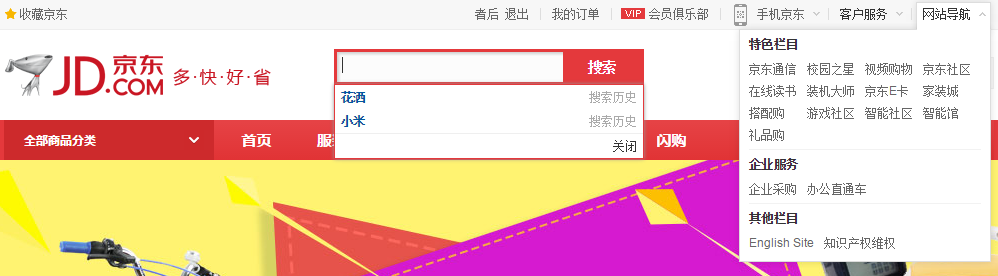 收藏京东
者后 退出 我的订单 VIP 会员俱乐部 手机京东 客户服务 网站导航
JD.COM 京东
多·快·好·省
搜索
花洒 搜索历史
小米 搜索历史
关闭
全部商品分类 首页 服 闪购
特色栏目
京东通信 校园之星 视频购物 京东社区
在线读书 装机大师 京东E卡 家装城
搭配购 游戏社区 智能社区 智能馆
礼品购
企业服务
企业采购 办公直通车
其他栏目
English Site 知识产权维权